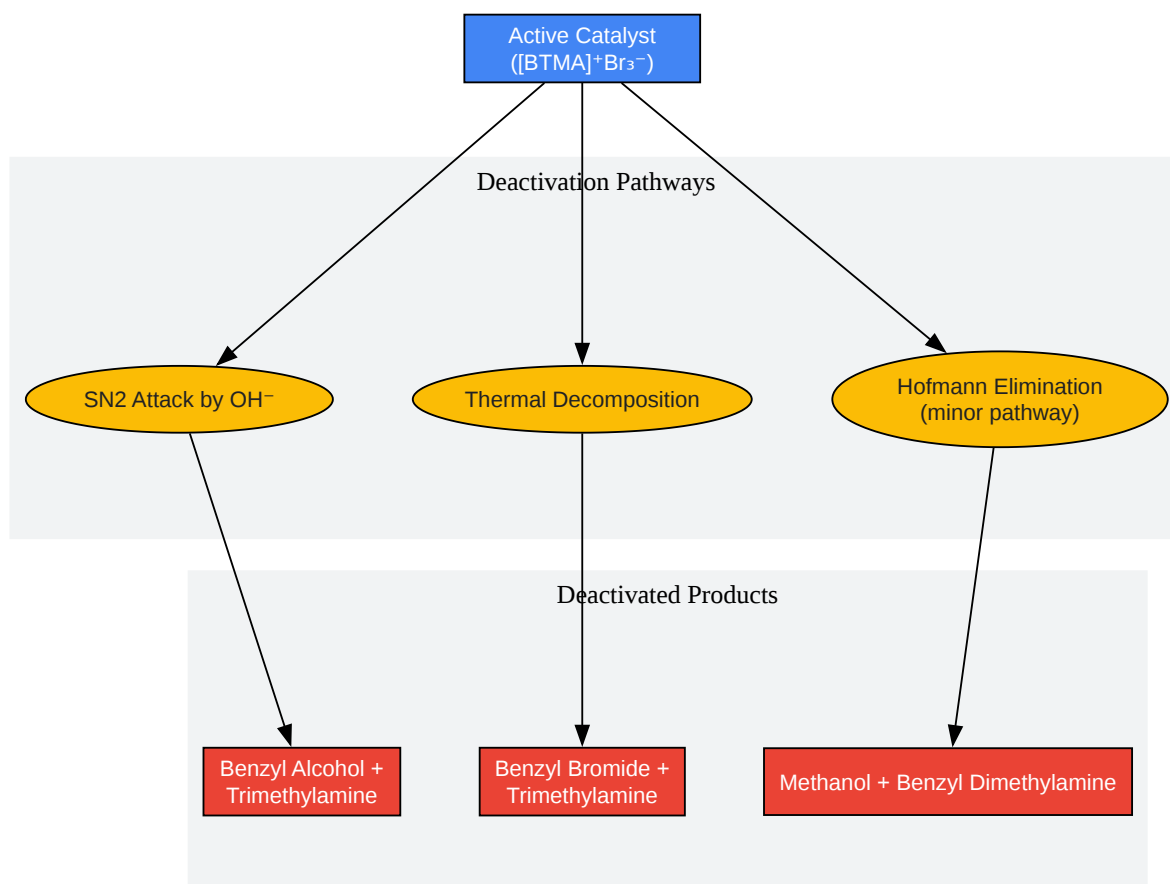 Active Catalyst
([BTMA]⁺Br₃⁻)
Deactivation Pathways
SN2 Attack by OH⁻
Thermal Decomposition
Hofmann Elimination
(minor pathway)
Deactivated Products
Benzyl Alcohol +
Trimethylamine
Benzyl Bromide +
Trimethylamine
Methanol + Benzyl Dimethylamine